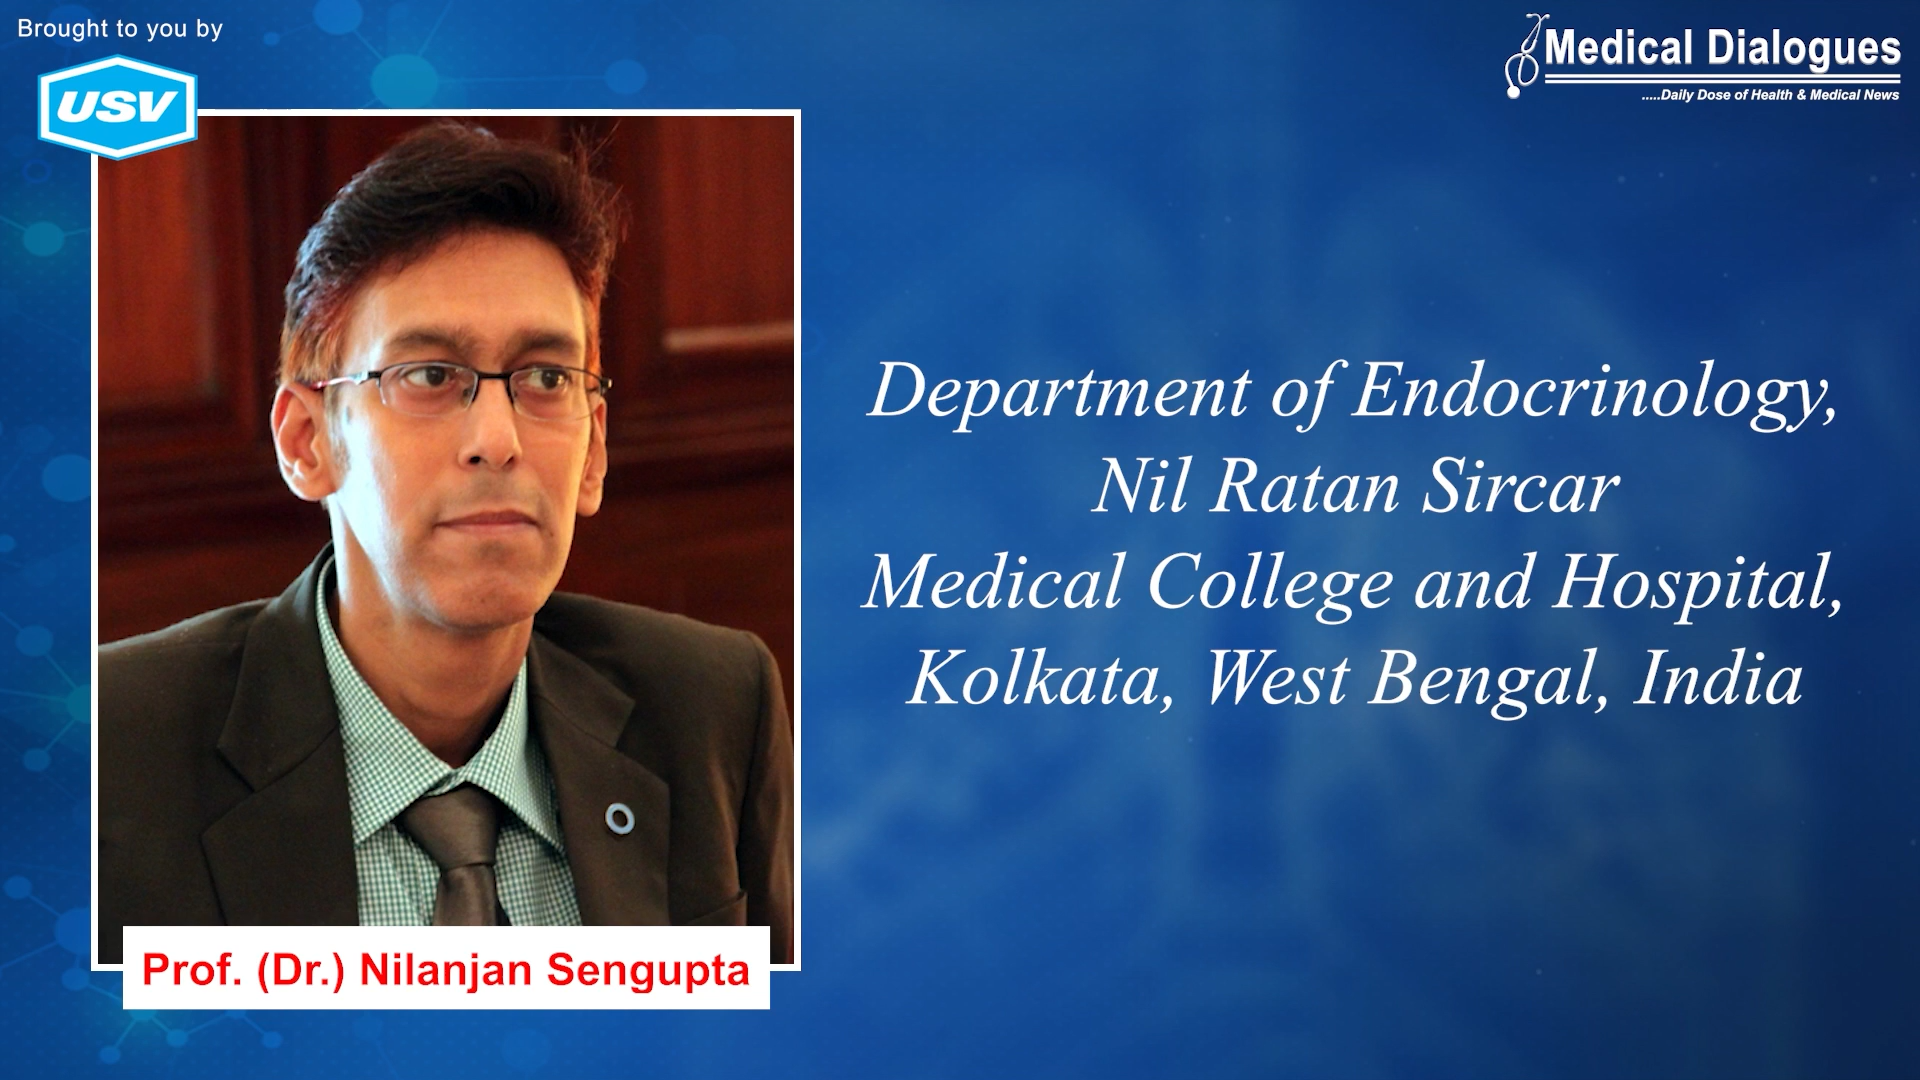 Brought to you by
USV
Medical Dialogues
.....Daily Dose of Health & Medical News
Department of Endocrinology,
Nil Ratan Sircar
Medical College and Hospital,
Kolkata, West Bengal, India
Prof. (Dr.) Nilanjan Sengupta